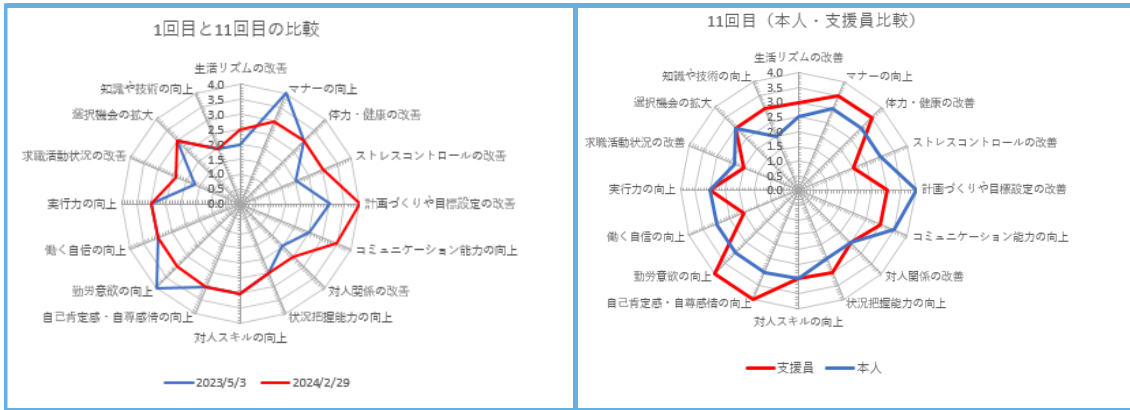 1回目と11回目の比較
生活リズムの改善
マナーの向上
体力・健康の改善
ストレスコントロールの改善
計画づくりや目標設定の改善
コミュニケーション能力の向上
対人関係の改善
状況把握能力の向上
対人スキルの向上
自己肯定感・自尊感情の向上
勤労意欲の向上
働く自信の向上
実行力の向上
求職活動状況の改善
選択機会の拡大
知識や技術の向上
4.0
3.5
3.0
2.5
2.0
1.5
1.0
0.5
0.0
2023/5/3
2024/2/29
11回目（本人・支援員比較）
生活リズムの改善
マナーの向上
体力・健康の改善
ストレスコントロールの改善
計画づくりや目標設定の改善
コミュニケーション能力の向上
対人関係の改善
状況把握能力の向上
対人スキルの向上
自己肯定感・自尊感情の向上
勤労意欲の向上
働く自信の向上
実行力の向上
求職活動状況の改善
選択機会の拡大
知識や技術の向上
4.0
3.5
3.0
2.5
2.0
1.5
1.0
0.5
0.0
支援員
本人